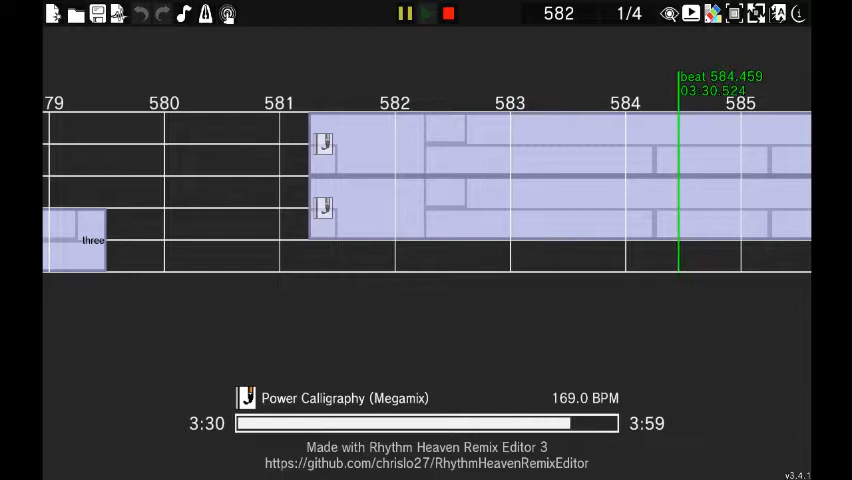 582 1/4
beat 584.459
03:30.524
79 580 581 582 583 584 585
three
Power Calligraphy (Megamix) 169.0 BPM
3:30 3:59
Made with Rhythm Heaven Remix Editor 3
https://github.com/chrislo27/RhythmHeavenRemixEditor
v3.4.1